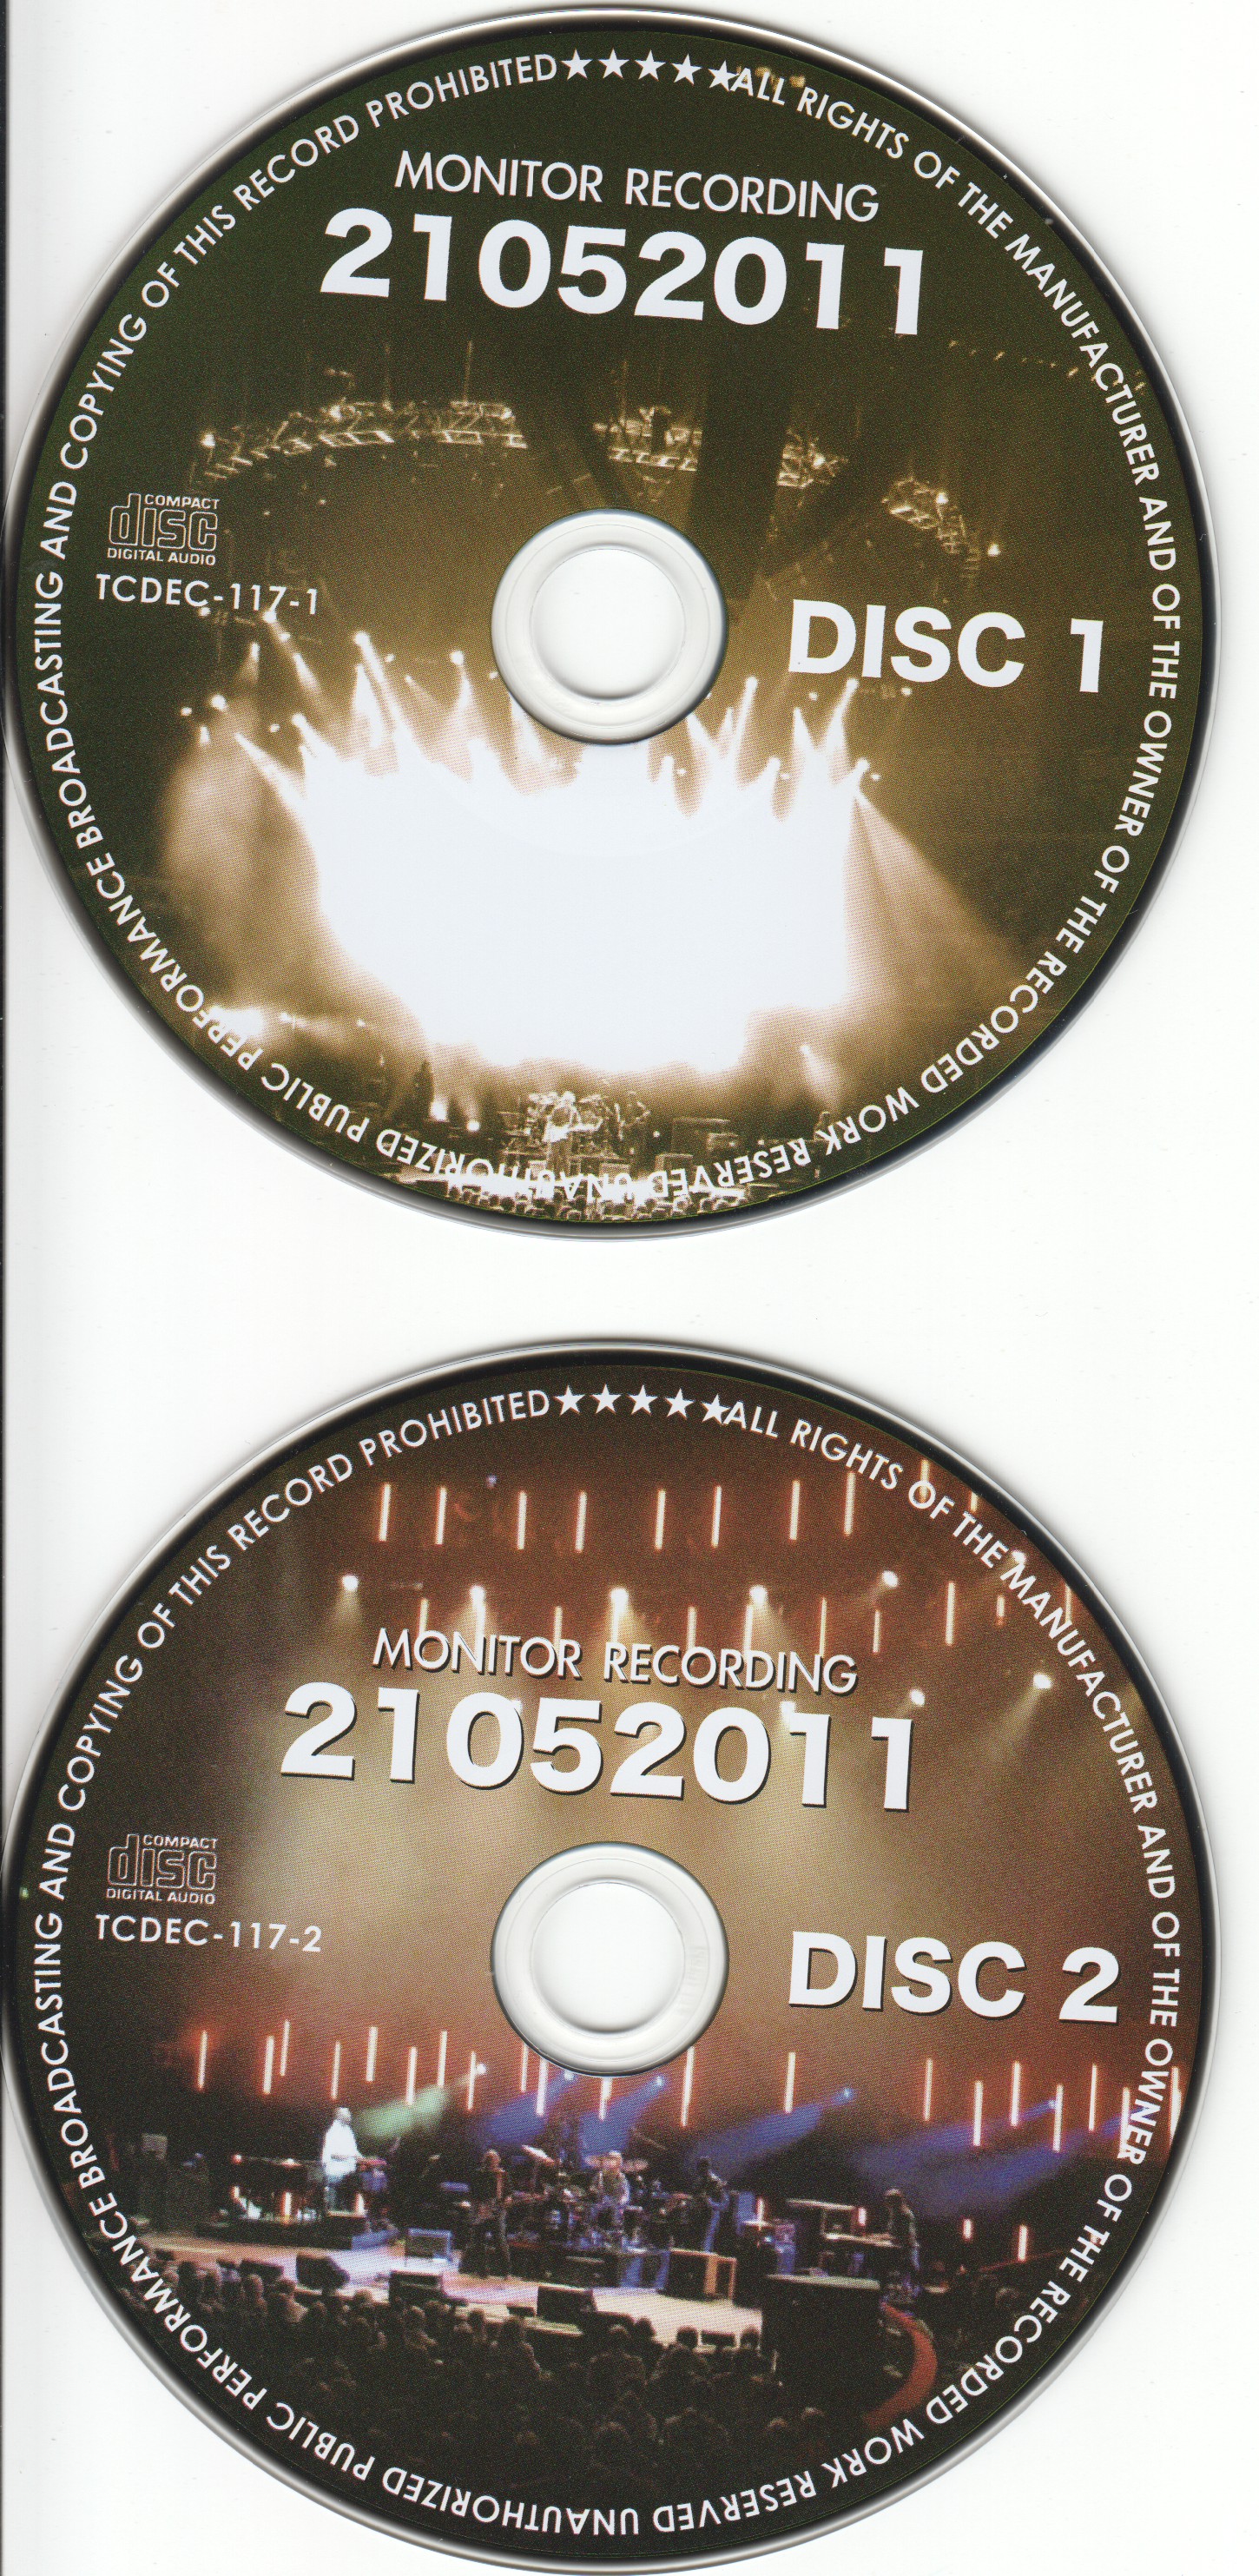 ALL RIGHTS OF THE MANUFACTURER AND OF THE OWNER OF THE RECORDED WORK RESERVED UNAUTHORIZED PUBLIC PERFORMANCE BROADCASTING AND COPYING OF THIS RECORD PROHIBITED★★★★★
MONITOR RECORDING
21052011
COMPACT
disc
DIGITAL AUDIO
TCDEC-117-1
DISC 1
ALL RIGHTS OF THE MANUFACTURER AND OF THE OWNER OF THE RECORDED WORK RESERVED UNAUTHORIZED PUBLIC PERFORMANCE BROADCASTING AND COPYING OF THIS RECORD PROHIBITED★★★★★
MONITOR RECORDING
21052011
COMPACT
disc
DIGITAL AUDIO
TCDEC-117-2
DISC 2